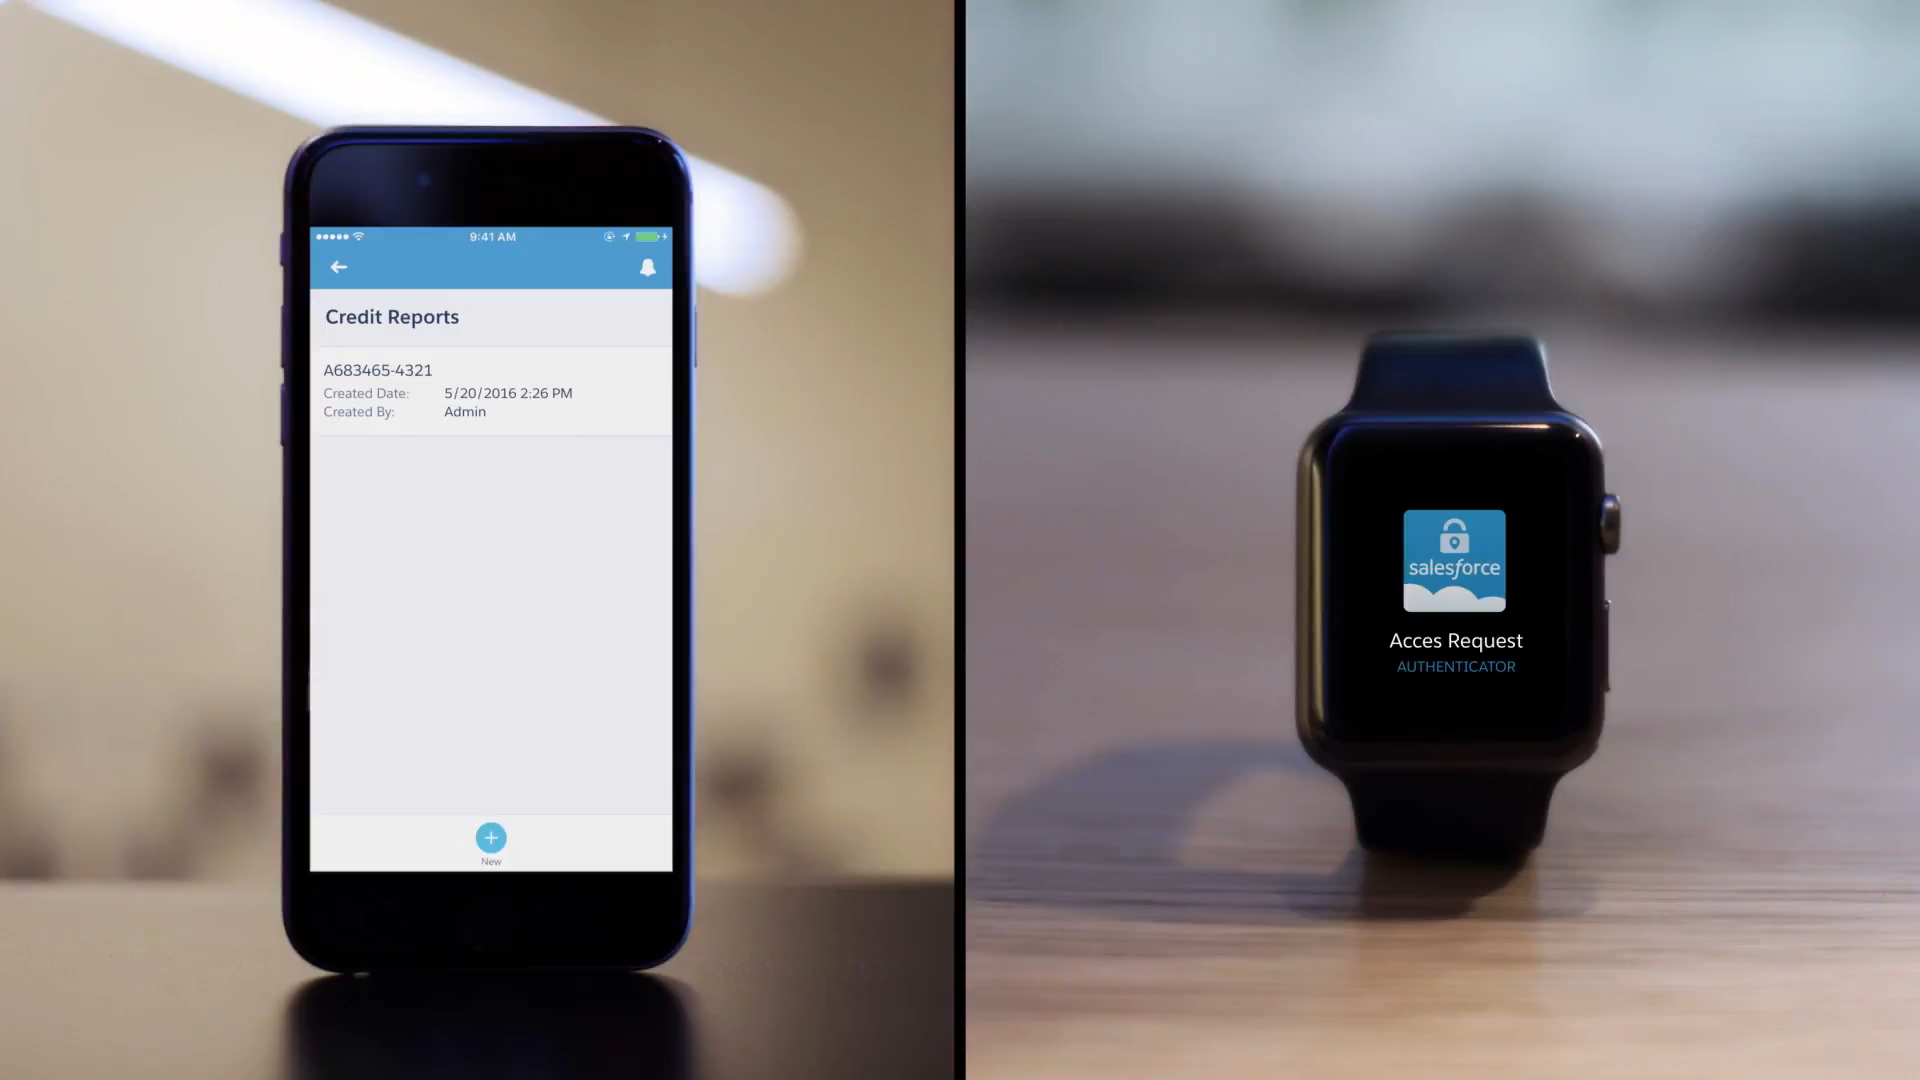 9:41 AM
Credit Reports
A683465-4321
Created Date: 5/20/2016 2:26 PM
Created By: Admin
New
salesforce
Acces Request
AUTHENTICATOR